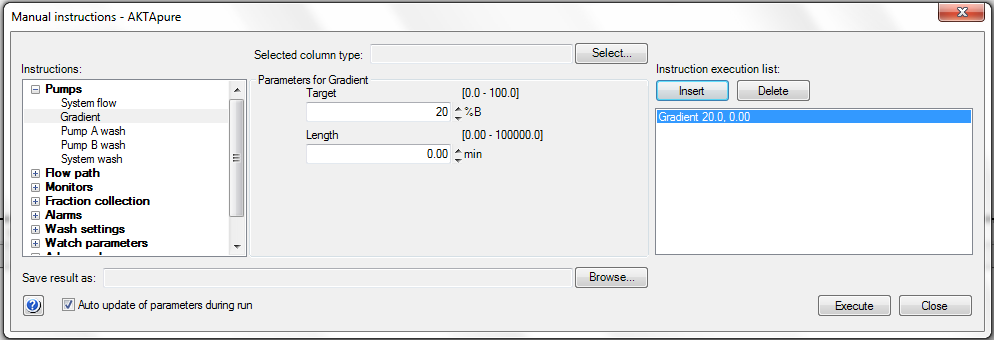 Manual instructions - AKTApure
Selected column type:
Select...
Instructions:
Pumps
System flow
Gradient
Pump A wash
Pump B wash
System wash
Flow path
Monitors
Fraction collection
Alarms
Wash settings
Watch parameters
Parameters for Gradient
Target [0.0 - 100.0]
20 %B
Length [0.00 - 100000.0]
0.00 min
Instruction execution list:
Insert Delete
Gradient 20.0, 0.00
Save result as:
Browse...
Auto update of parameters during run
Execute Close